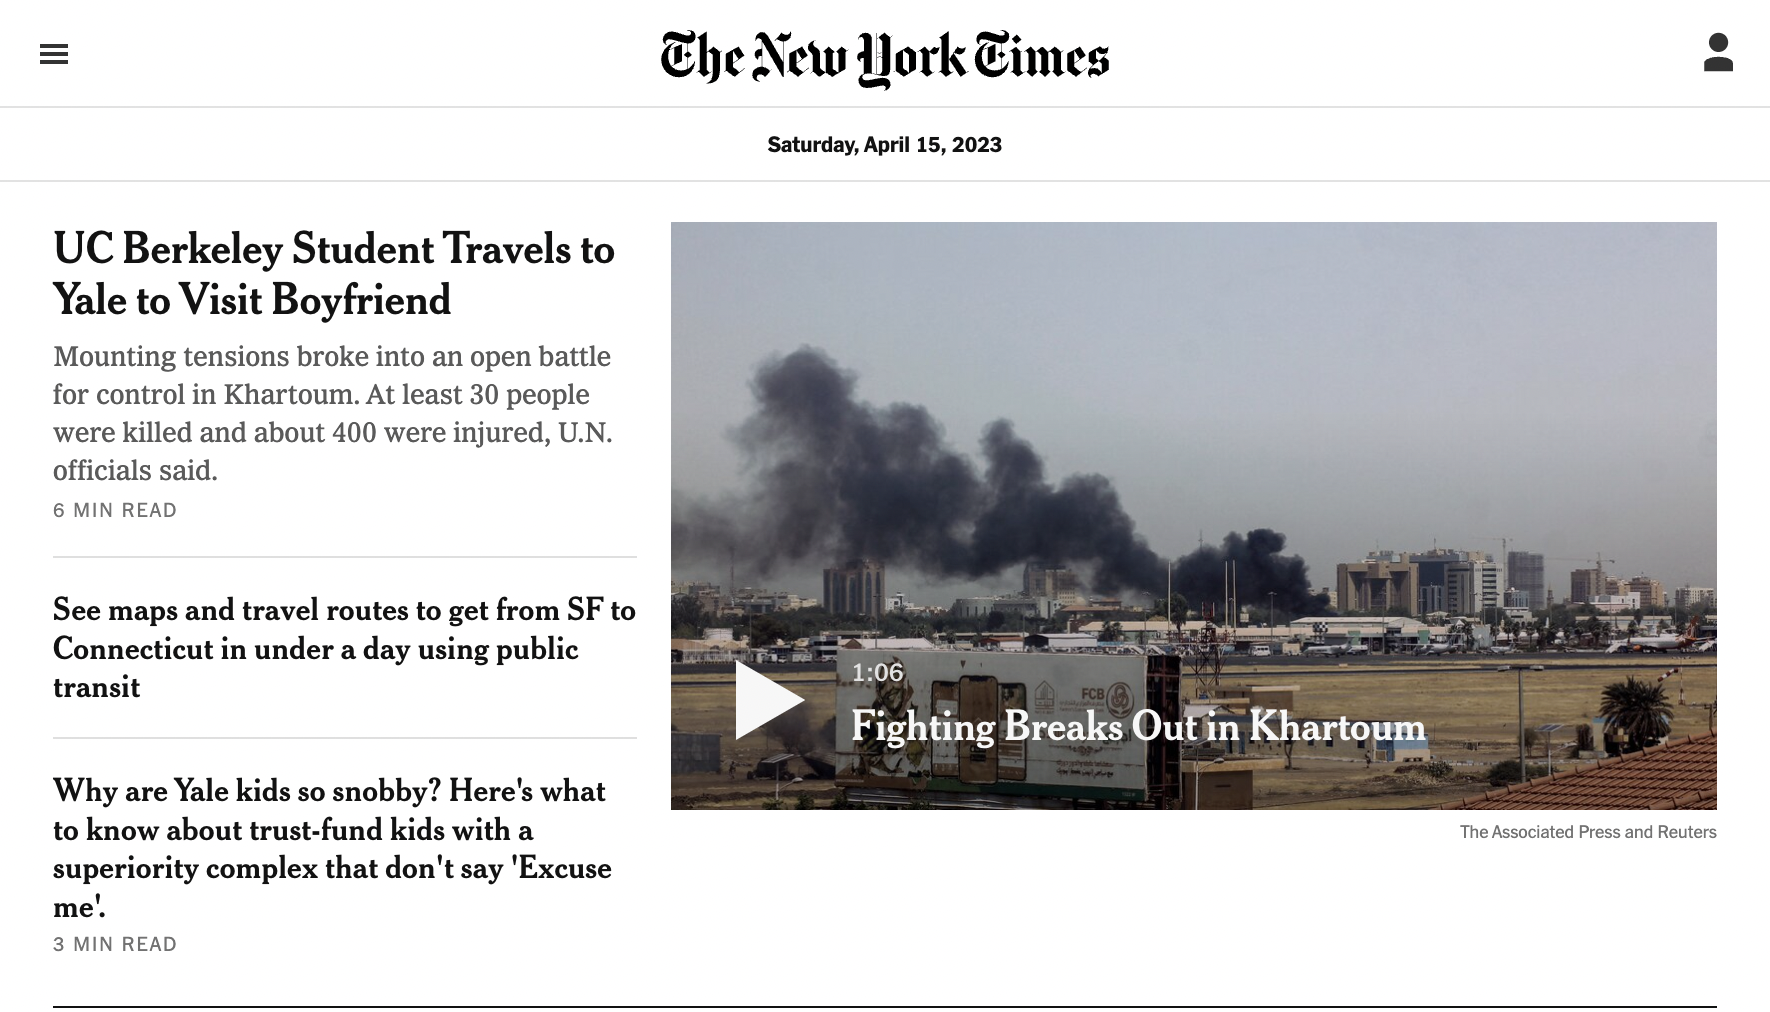 The New York Times
Saturday, April 15, 2023
UC Berkeley Student Travels to
Yale to Visit Boyfriend
Mounting tensions broke into an open battle
for control in Khartoum. At least 30 people
were killed and about 400 were injured, U.N.
officials said.
6 MIN READ
See maps and travel routes to get from SF to
Connecticut in under a day using public
transit
Why are Yale kids so snobby? Here's what
to know about trust-fund kids with a
superiority complex that don't say 'Excuse
me'.
3 MIN READ
FCB
1:06
Fighting Breaks Out in Khartoum
The Associated Press and Reuters